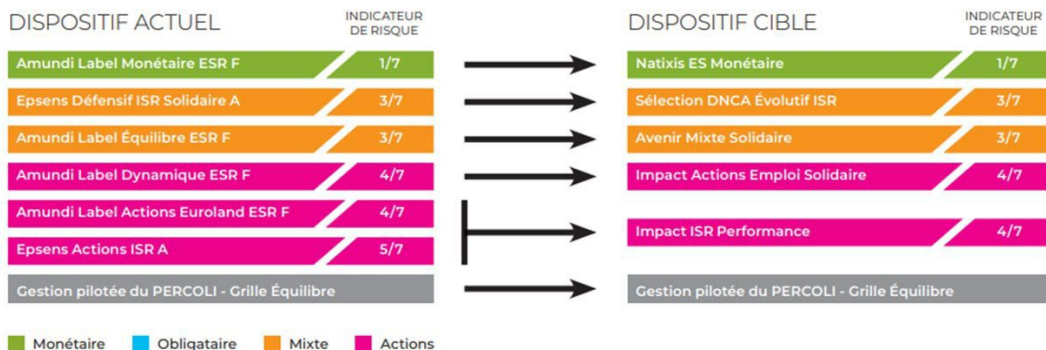 DISPOSITIF ACTUEL
INDICATEUR
DE RISQUE
Amundi Label Monétaire ESR F 1/7
Epsens Défensif ISR Solidaire A 3/7
Amundi Label Équilibre ESR F 3/7
Amundi Label Dynamique ESR F 4/7
Amundi Label Actions Euroland ESR F 4/7
Epsens Actions ISR A 5/7
Gestion pilotée du PERCOLI - Grille Équilibre
DISPOSITIF CIBLE
INDICATEUR
DE RISQUE
Natixis ES Monétaire 1/7
Sélection DNCA Évolutif ISR 3/7
Avenir Mixte Solidaire 3/7
Impact Actions Emploi Solidaire 4/7
Impact ISR Performance 4/7
Gestion pilotée du PERCOLI - Grille Équilibre
Monétaire Obligataire Mixte Actions